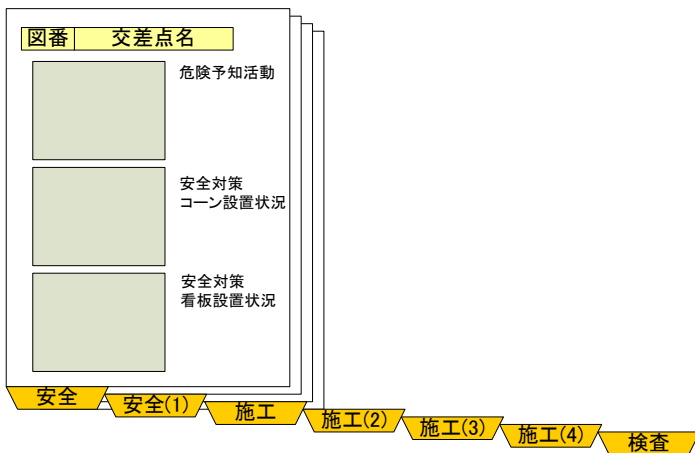 図番 交差点名
危険予知活動
安全対策
コーン設置状況
安全対策
看板設置状況
安全
安全(1)
施工
施工(2)
施工(3)
施工(4)
検査